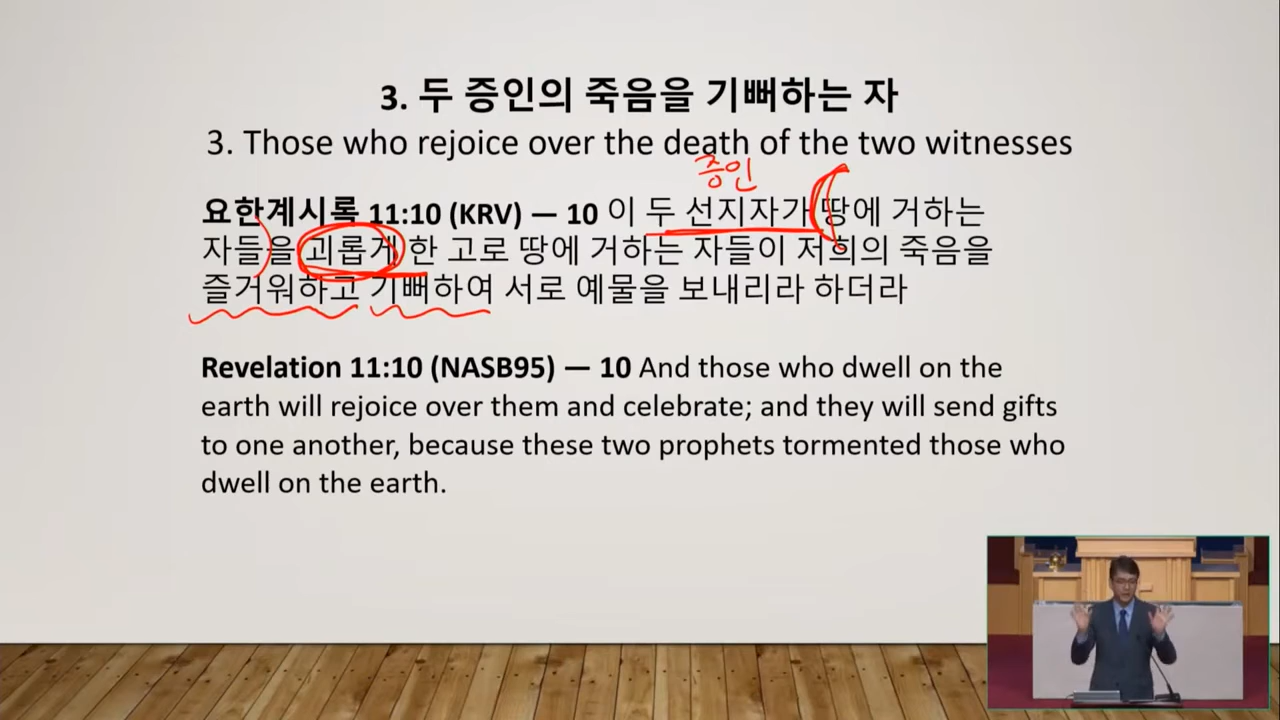 3. 두 증인의 죽음을 기뻐하는 자
3. Those who rejoice over the death of the two witnesses
증인
요한계시록 11:10 (KRV) — 10 이 두 선지자가 땅에 거하는
자들을 괴롭게 한 고로 땅에 거하는 자들이 저희의 죽음을
즐거워하고 기뻐하여 서로 예물을 보내리라 하더라
Revelation 11:10 (NASB95) — 10 And those who dwell on the
earth will rejoice over them and celebrate; and they will send gifts
to one another, because these two prophets tormented those who
dwell on the earth.